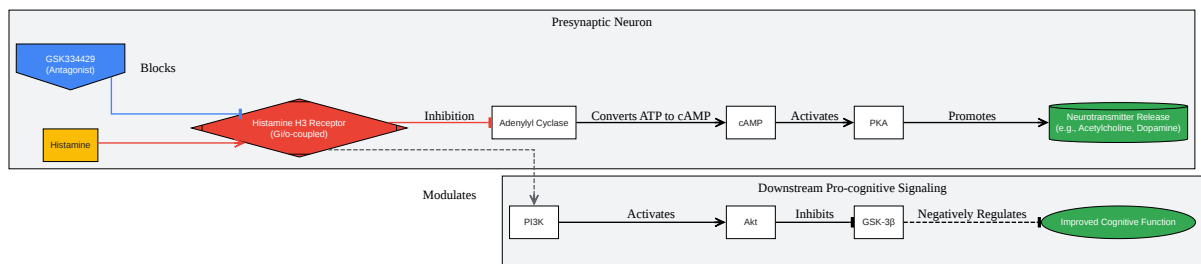 Presynaptic Neuron
GSK334429
(Antagonist)
Blocks
Histamine
Histamine H3 Receptor
(Gi/o-coupled)
Inhibition
Adenylyl Cyclase
Converts ATP to cAMP
cAMP
Activates
PKA
Promotes
Neurotransmitter Release
(e.g., Acetylcholine, Dopamine)
Modulates
Downstream Pro-cognitive Signaling
PI3K
Activates
Akt
Inhibits
GSK-3β
Negatively Regulates
Improved Cognitive Function